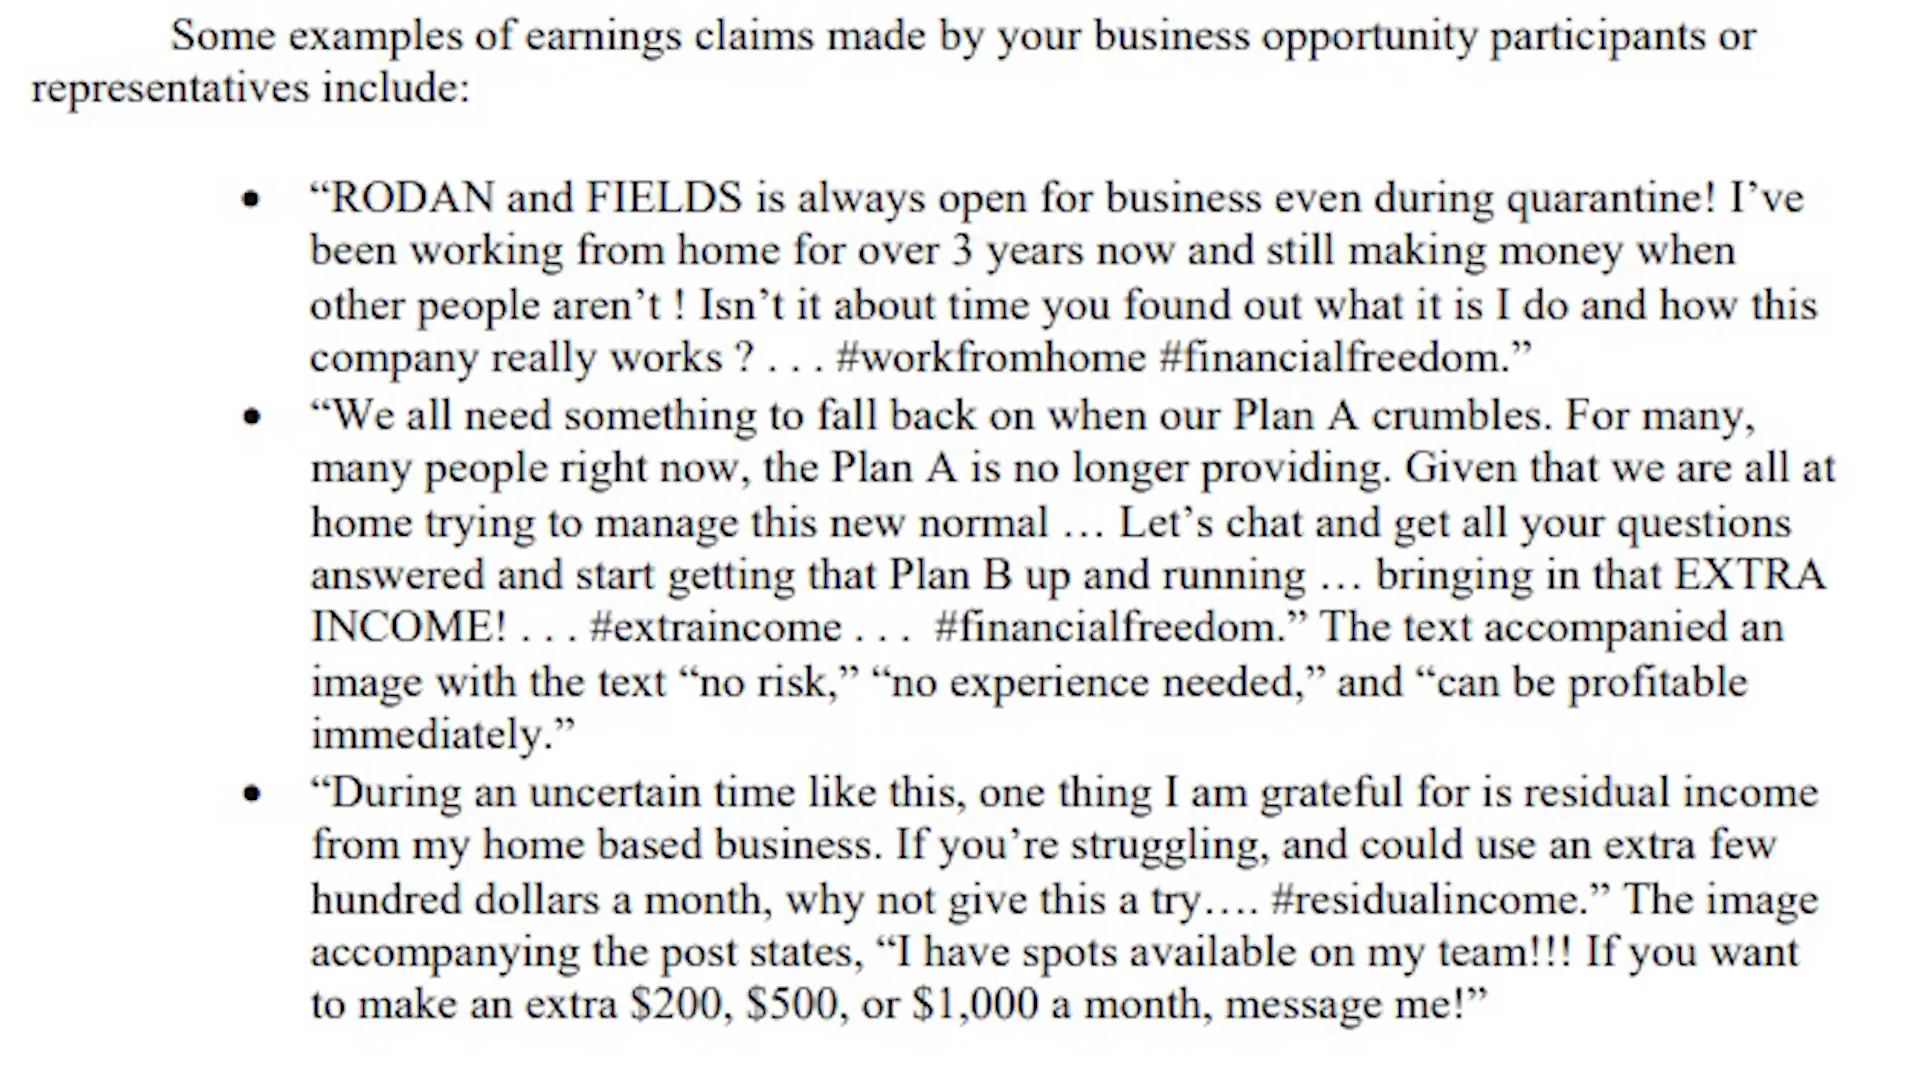 Some examples of earnings claims made by your business opportunity participants or
representatives include:
• “RODAN and FIELDS is always open for business even during quarantine! I’ve
been working from home for over 3 years now and still making money when
other people aren’t ! Isn’t it about time you found out what it is I do and how this
company really works ? . . . #workfromhome #financialfreedom.”
• “We all need something to fall back on when our Plan A crumbles. For many,
many people right now, the Plan A is no longer providing. Given that we are all at
home trying to manage this new normal … Let’s chat and get all your questions
answered and start getting that Plan B up and running … bringing in that EXTRA
INCOME! . . . #extraincome . . . #financialfreedom.” The text accompanied an
image with the text “no risk,” “no experience needed,” and “can be profitable
immediately.”
• “During an uncertain time like this, one thing I am grateful for is residual income
from my home based business. If you’re struggling, and could use an extra few
hundred dollars a month, why not give this a try…. #residualincome.” The image
accompanying the post states, “I have spots available on my team!!! If you want
to make an extra $200, $500, or $1,000 a month, message me!”